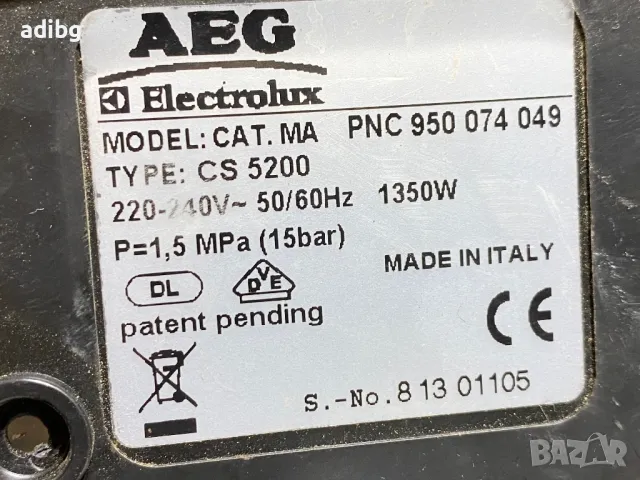 adibg
AEG
Electrolux
MODEL: CAT. MA PNC 950 074 049
TYPE: CS 5200
220-240V~ 50/60Hz 1350W
P=1,5 MPa (15bar)
MADE IN ITALY
DL
DVE
patent pending
CE
S.-No. 8 13 01105
BAZAR